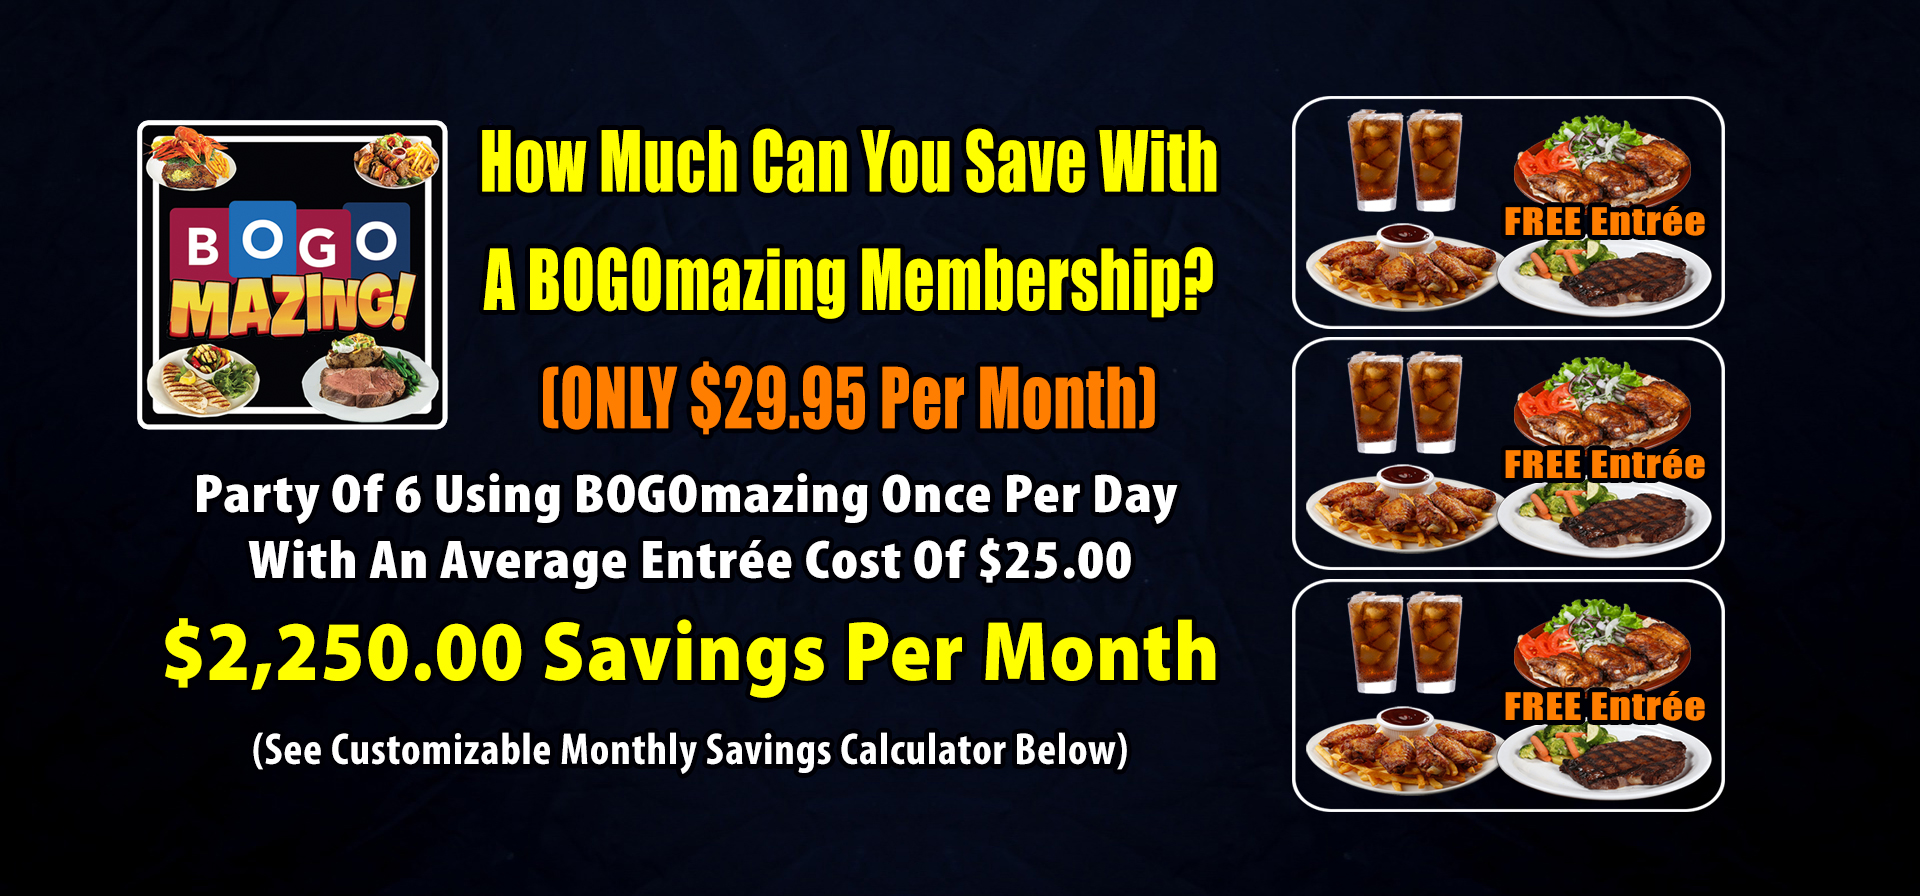 BOGO
MAZING!
How Much Can You Save With
A BOGOmazing Membership?
(ONLY $29.95 Per Month)
Party Of 6 Using BOGOmazing Once Per Day
With An Average Entrée Cost Of $25.00
$2,250.00 Savings Per Month
(See Customizable Monthly Savings Calculator Below)
FREE Entrée
FREE Entrée
FREE Entrée